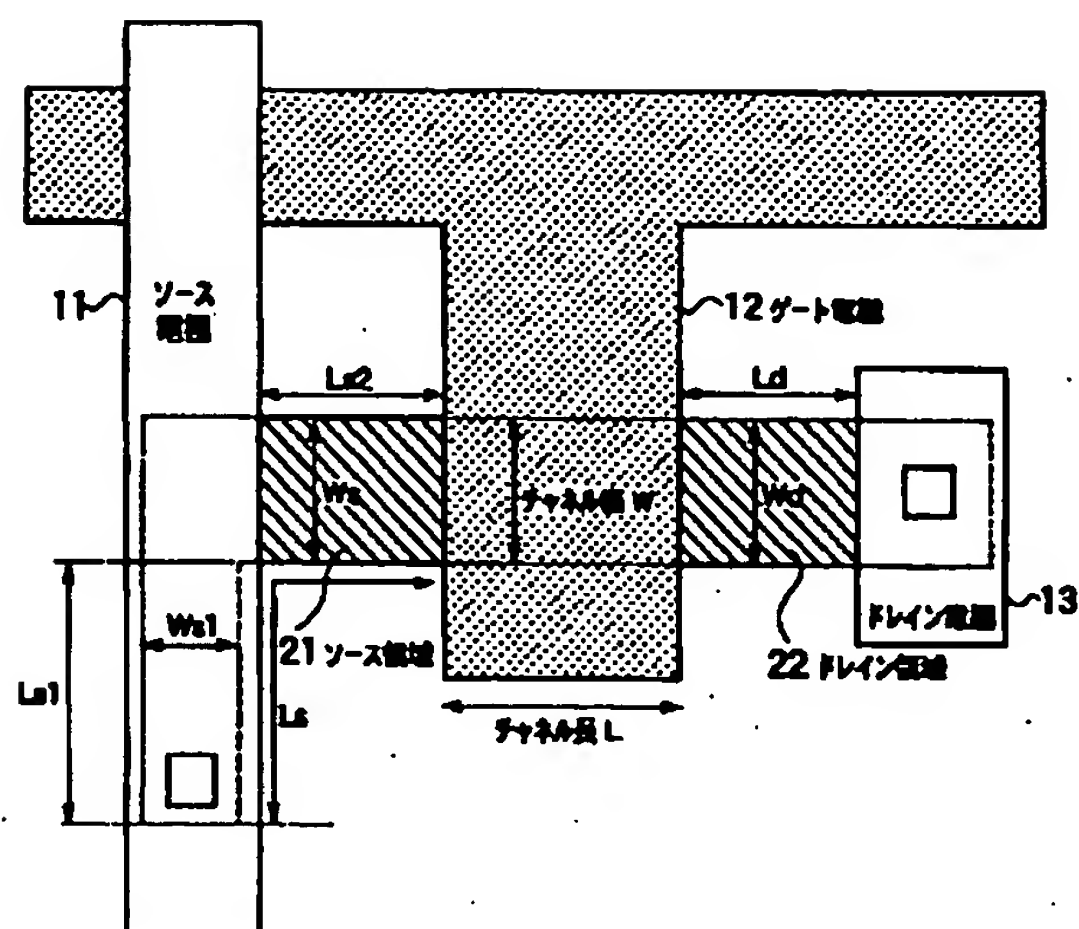 11
ソース
電極
12 ゲート電極
Ls2
Ld
Ws
チャネル幅 W
Wd
13
ドレイン電極
Ws1
21 ソース領域
22 ドレイン領域
Ls1
Ls
チャネル長 L